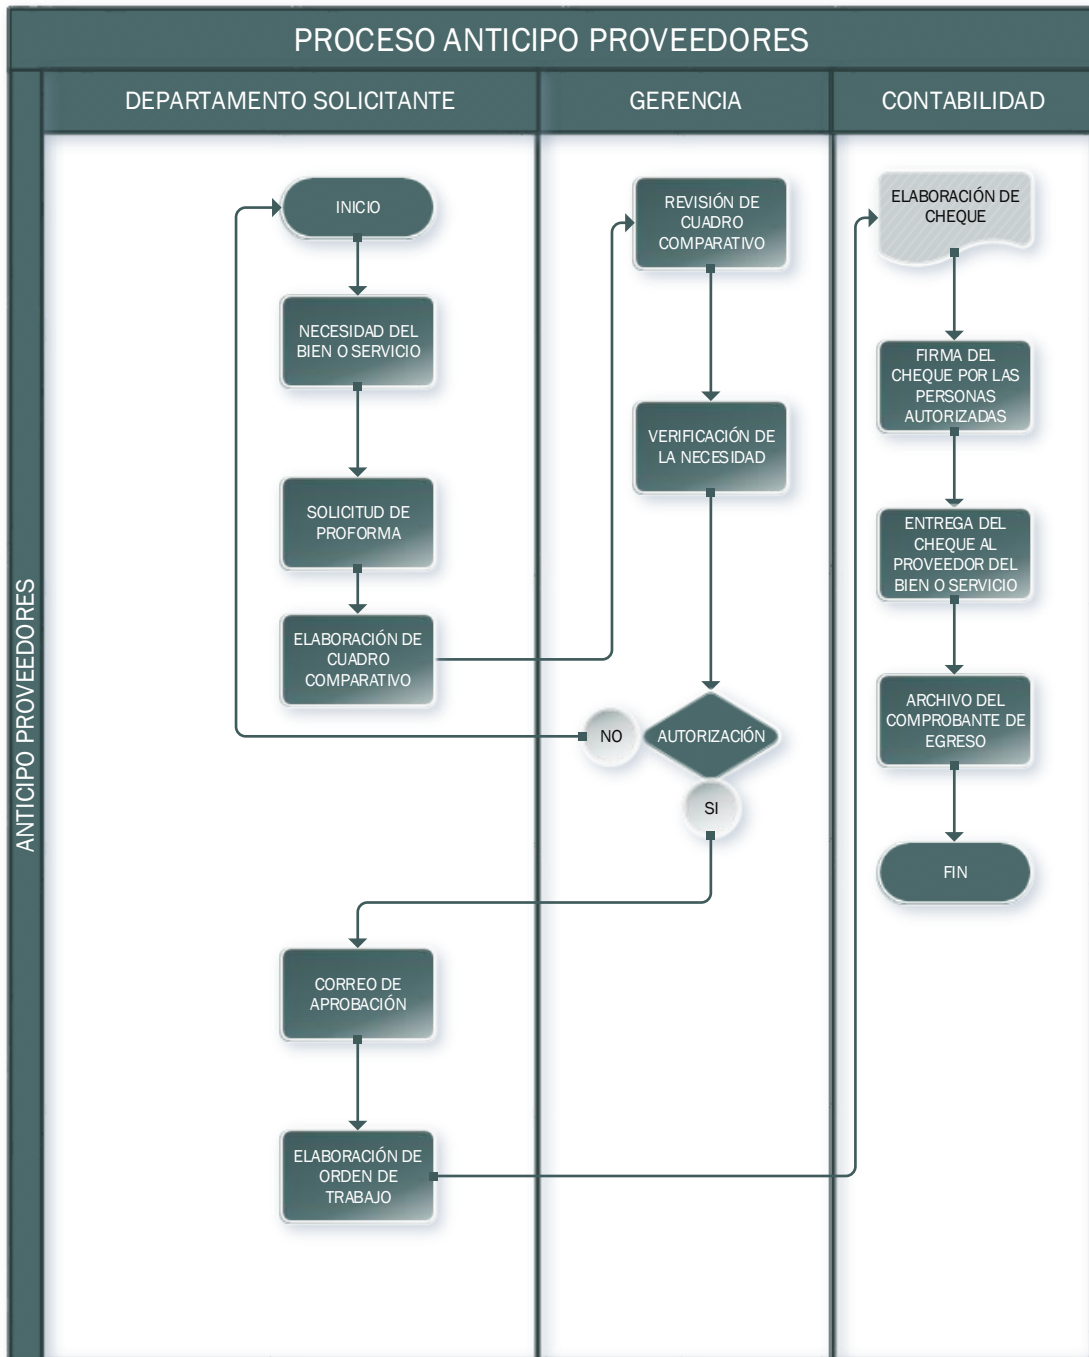 PROCESO ANTICIPO PROVEEDORES
DEPARTAMENTO SOLICITANTE
GERENCIA
CONTABILIDAD
ANTICIPO PROVEEDORES
INICIO
NECESIDAD DEL
BIEN O SERVICIO
SOLICITUD DE
PROFORMA
ELABORACIÓN DE
CUADRO
COMPARATIVO
REVISIÓN DE
CUADRO
COMPARATIVO
VERIFICACIÓN DE
LA NECESIDAD
AUTORIZACIÓN
NO
SI
CORREO DE
APROBACIÓN
ELABORACIÓN DE
ORDEN DE
TRABAJO
ELABORACIÓN DE
CHEQUE
FIRMA DEL
CHEQUE POR LAS
PERSONAS
AUTORIZADAS
ENTREGA DEL
CHEQUE AL
PROVEEDOR DEL
BIEN O SERVICIO
ARCHIVO DEL
COMPROBANTE DE
EGRESO
FIN